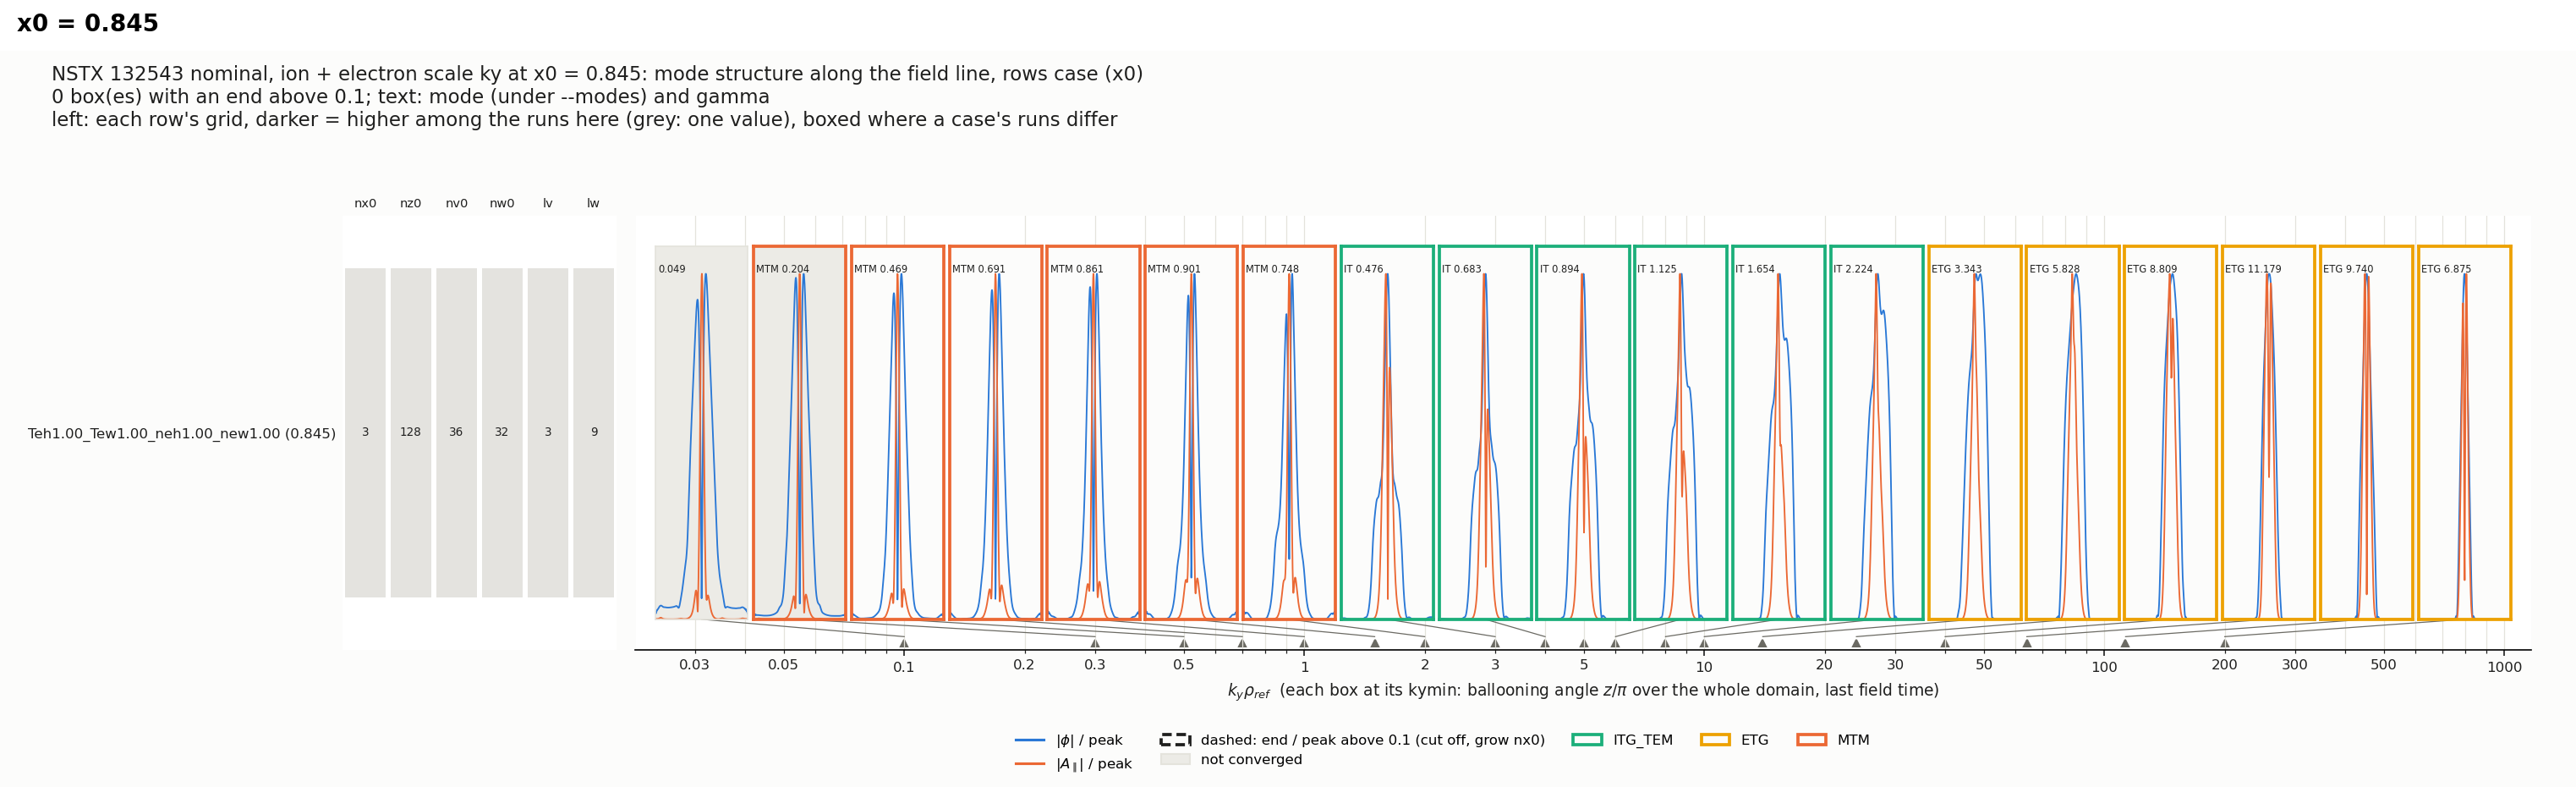 x0 = 0.845
NSTX 132543 nominal, ion + electron scale ky at x0 = 0.845: mode structure along the field line, rows case (x0)
0 box(es) with an end above 0.1; text: mode (under --modes) and gamma
left: each row's grid, darker = higher among the runs here (grey: one value), boxed where a case's runs differ
nx0 nz0 nv0 nw0 lv lw
0.049 MTM 0.204 MTM 0.469 MTM 0.691 MTM 0.861 MTM 0.901 MTM 0.748 IT 0.476 IT 0.683 IT 0.894 IT 1.125 IT 1.654 IT 2.224 ETG 3.343 ETG 5.828 ETG 8.809 ETG 11.179 ETG 9.740 ETG 6.875
Teh1.00_Tew1.00_neh1.00_new1.00 (0.845) 3 128 36 32 3 9
0.03 0.05 0.1 0.2 0.3 0.5 1 2 3 5 10 20 30 50 100 200 300 500 1000
k_yρ_ref (each box at its kymin: ballooning angle z/π over the whole domain, last field time)
|ϕ| / peak
|A_∥| / peak
dashed: end / peak above 0.1 (cut off, grow nx0)
not converged
ITG_TEM
ETG
MTM